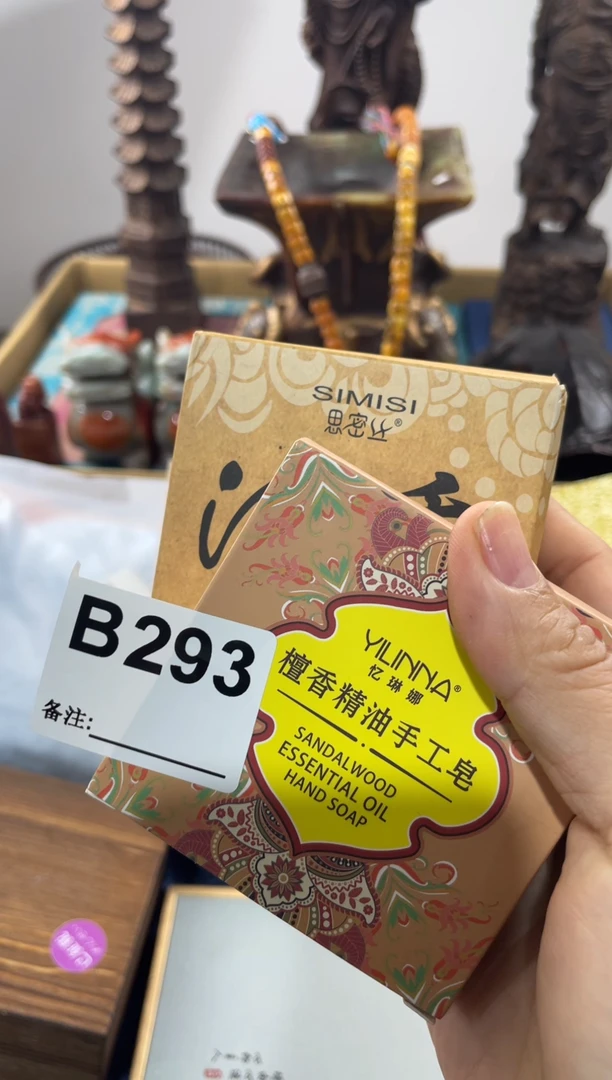 SIMISI
思密丝®
B293
备注:
YILINNA®
忆琳娜
檀香精油手工皂
SANDALWOOD
ESSENTIAL OIL
HAND SOAP